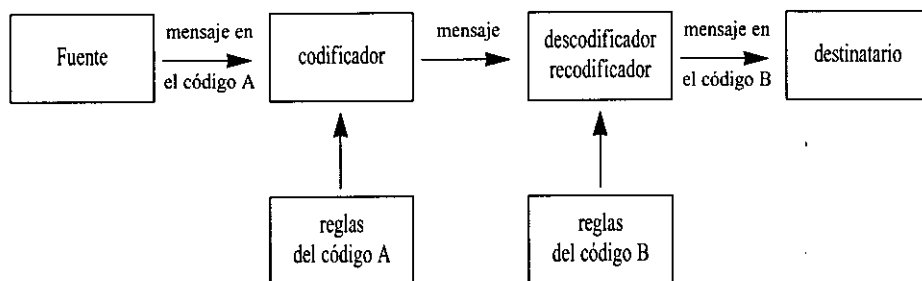 Fuente
mensaje en
el código A
codificador
mensaje
descodificador
recodificador
mensaje en
el código B
destinatario
reglas
del código A
reglas
del código B